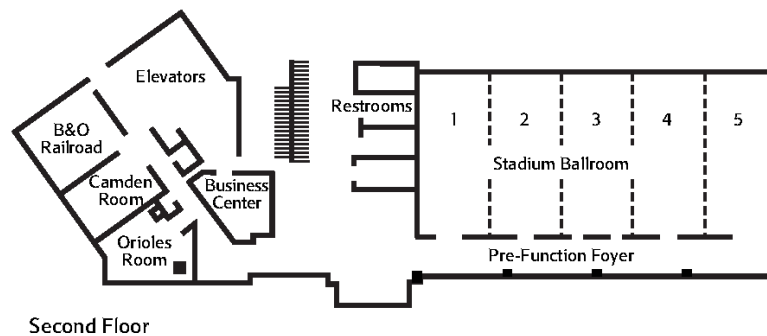 Elevators
B&O
Railroad
Camden
Room
Orioles
Room
Business
Center
Restrooms
1 2 3 4 5
Stadium Ballroom
Pre-Function Foyer
Second Floor